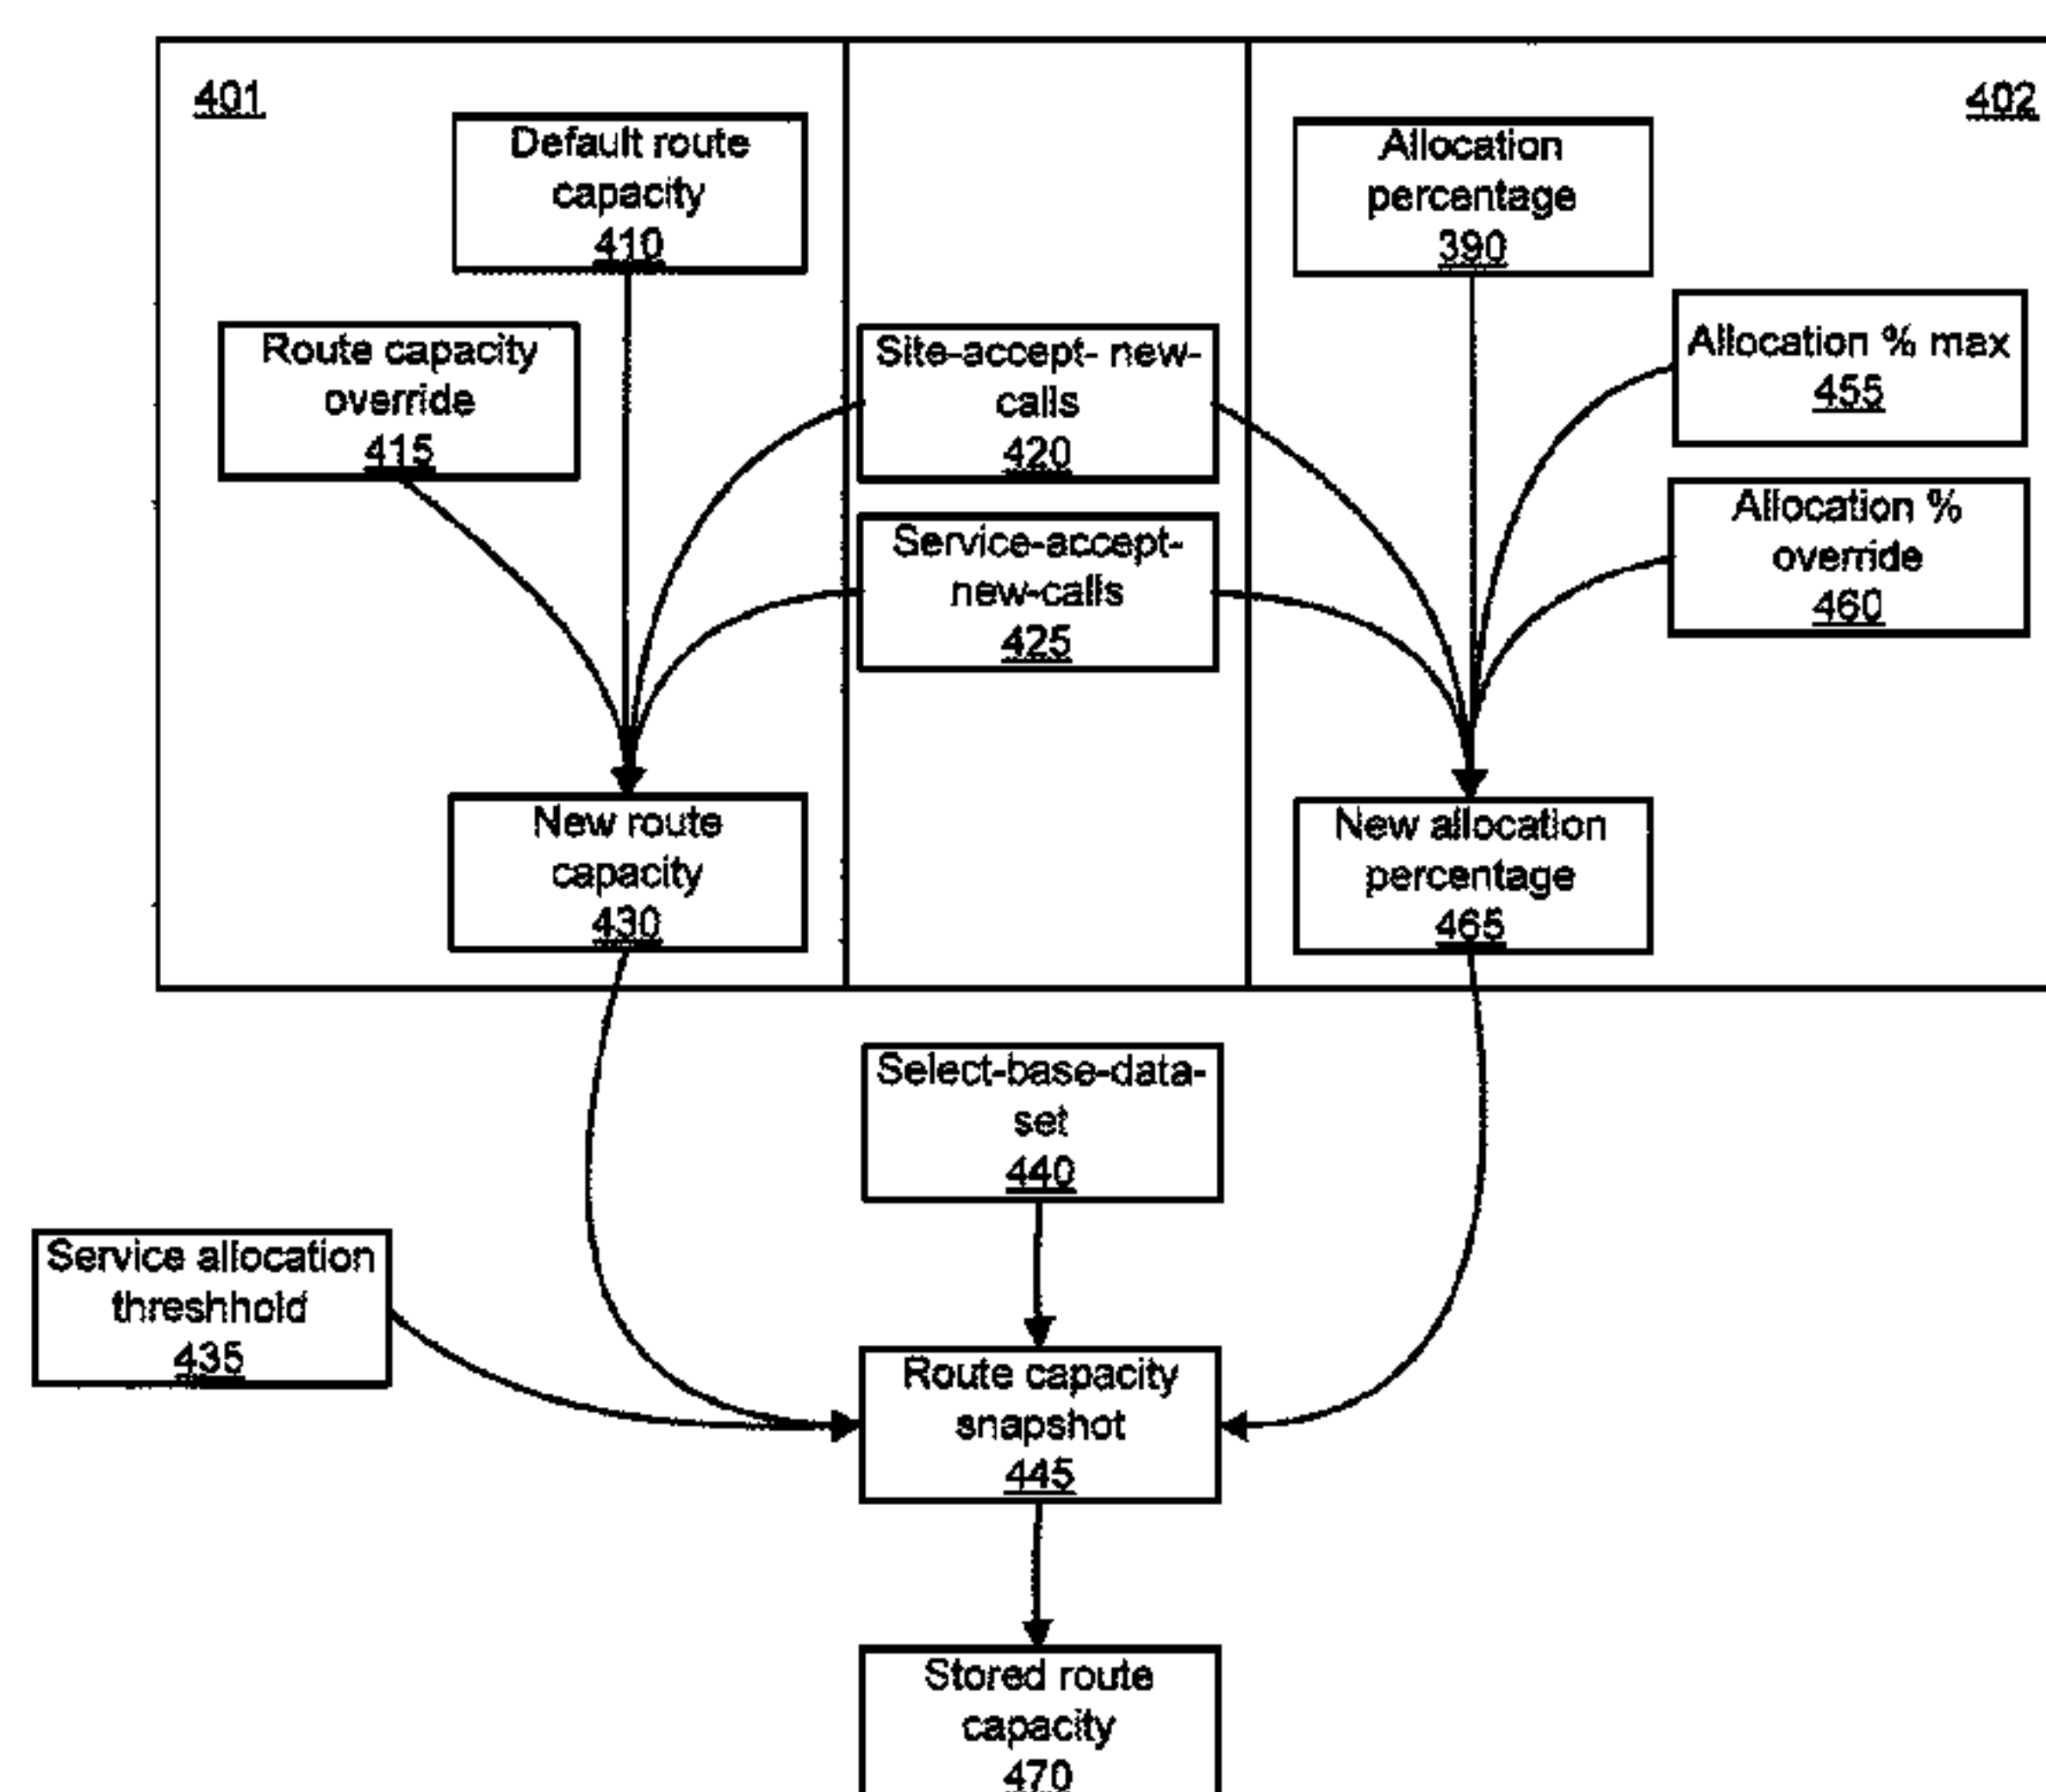 401
402
Default route
capacity
410
Allocation
percentage
390
Route capacity
override
415
Site-accept- new-
calls
420
Allocation % max
455
Service-accept-
new-calls
425
Allocation %
override
460
New route
capacity
430
New allocation
percentage
465
Select-base-data-
set
440
Service allocation
threshhold
435
Route capacity
snapshot
445
Stored route
capacity
470